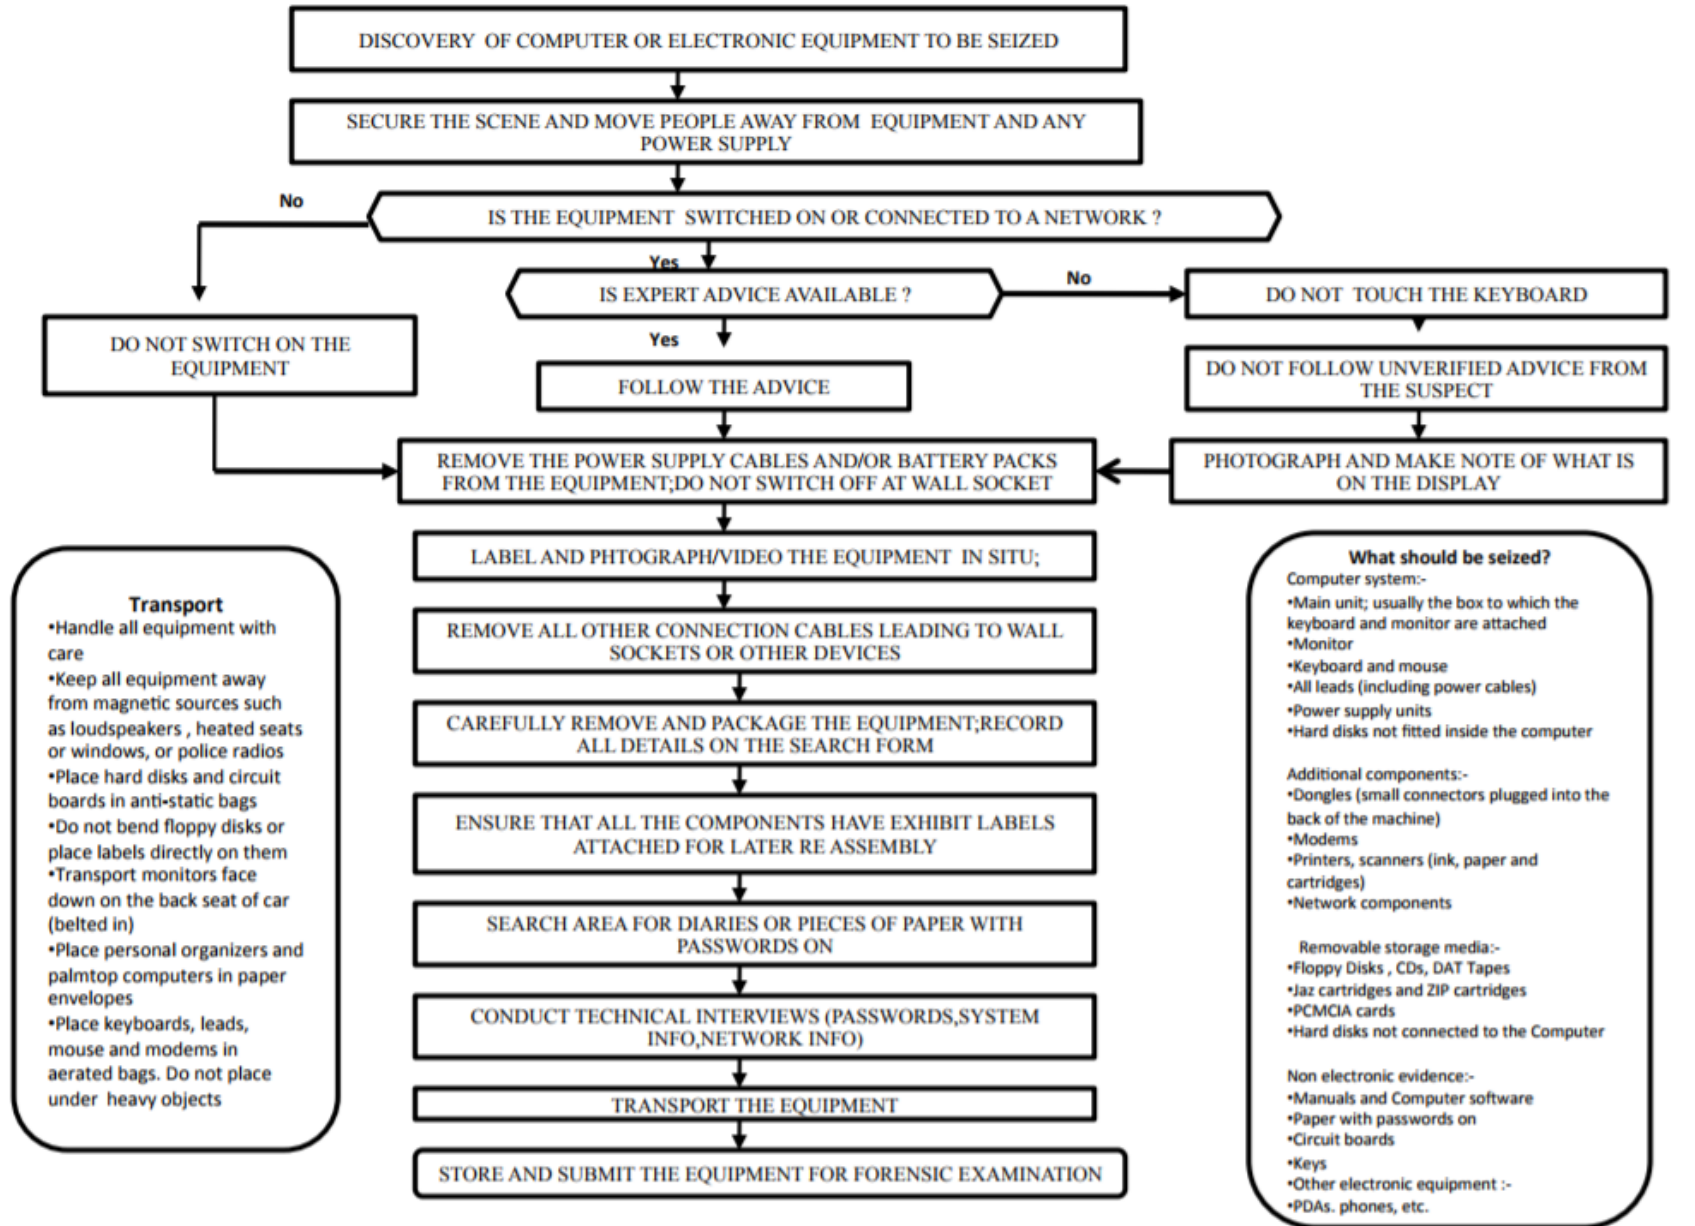 DISCOVERY OF COMPUTER OR ELECTRONIC EQUIPMENT TO BE SEIZED
SECURE THE SCENE AND MOVE PEOPLE AWAY FROM EQUIPMENT AND ANY
POWER SUPPLY
No
IS THE EQUIPMENT SWITCHED ON OR CONNECTED TO A NETWORK ?
Yes
IS EXPERT ADVICE AVAILABLE ?
No
DO NOT TOUCH THE KEYBOARD
Yes
DO NOT SWITCH ON THE
EQUIPMENT
FOLLOW THE ADVICE
DO NOT FOLLOW UNVERIFIED ADVICE FROM
THE SUSPECT
REMOVE THE POWER SUPPLY CABLES AND/OR BATTERY PACKS
FROM THE EQUIPMENT;DO NOT SWITCH OFF AT WALL SOCKET
PHOTOGRAPH AND MAKE NOTE OF WHAT IS
ON THE DISPLAY
LABEL AND PHTOGRAPH/VIDEO THE EQUIPMENT IN SITU;
REMOVE ALL OTHER CONNECTION CABLES LEADING TO WALL
SOCKETS OR OTHER DEVICES
CAREFULLY REMOVE AND PACKAGE THE EQUIPMENT;RECORD
ALL DETAILS ON THE SEARCH FORM
ENSURE THAT ALL THE COMPONENTS HAVE EXHIBIT LABELS
ATTACHED FOR LATER RE ASSEMBLY
SEARCH AREA FOR DIARIES OR PIECES OF PAPER WITH
PASSWORDS ON
CONDUCT TECHNICAL INTERVIEWS (PASSWORDS,SYSTEM
INFO,NETWORK INFO)
TRANSPORT THE EQUIPMENT
STORE AND SUBMIT THE EQUIPMENT FOR FORENSIC EXAMINATION
Transport
•Handle all equipment with
care
•Keep all equipment away
from magnetic sources such
as loudspeakers , heated seats
or windows, or police radios
•Place hard disks and circuit
boards in anti-static bags
•Do not bend floppy disks or
place labels directly on them
•Transport monitors face
down on the back seat of car
(belted in)
•Place personal organizers and
palmtop computers in paper
envelopes
•Place keyboards, leads,
mouse and modems in
aerated bags. Do not place
under heavy objects
What should be seized?
Computer system:-
•Main unit; usually the box to which the
keyboard and monitor are attached
•Monitor
•Keyboard and mouse
•All leads (including power cables)
•Power supply units
•Hard disks not fitted inside the computer
Additional components:-
•Dongles (small connectors plugged into the
back of the machine)
•Modems
•Printers, scanners (ink, paper and
cartridges)
•Network components
Removable storage media:-
•Floppy Disks , CDs, DAT Tapes
•Jaz cartridges and ZIP cartridges
•PCMCIA cards
•Hard disks not connected to the Computer
Non electronic evidence:-
•Manuals and Computer software
•Paper with passwords on
•Circuit boards
•Keys
•Other electronic equipment :-
•PDAs. phones, etc.